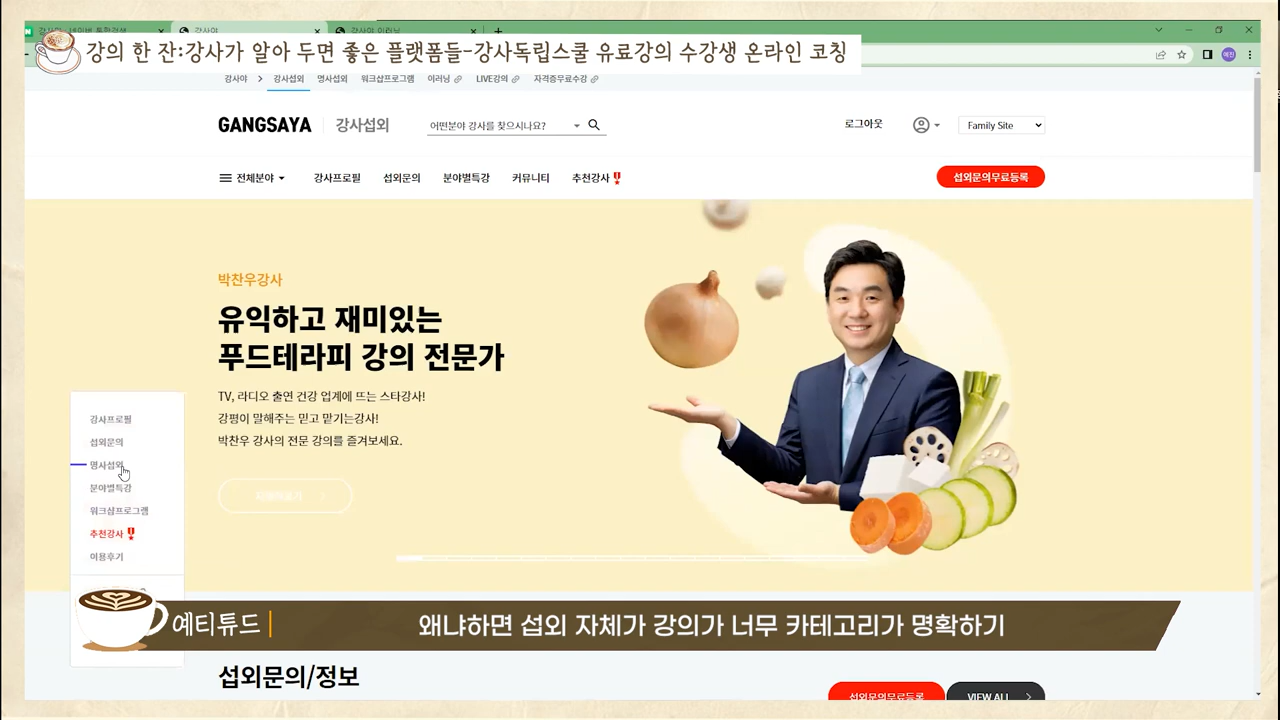 강의 한 잔:강사가 알아 두면 좋은 플랫폼들-강사독립스쿨 유료강의 수강생 온라인 코칭
강사야 강사섭외 명사섭외 워크샵프로그램 이러닝 LIVE강의 자격증무료수강
GANGSAYA 강사섭외 어떤분야 강사를 찾으시나요? 로그아웃 Family Site
전체분야 강사프로필 섭외문의 분야별특강 커뮤니티 추천강사 섭외문의무료등록
박찬우강사
유익하고 재미있는
푸드테라피 강의 전문가
TV, 라디오 출연 건강 업계에 뜨는 스타강사!
강평이 말해주는 믿고 맡기는강사!
박찬우 강사의 전문 강의를 즐겨보세요.
강사프로필
섭외문의
명사섭외
분야별특강
워크샵프로그램
추천강사
이용후기
예티튜드
왜냐하면 섭외 자체가 강의가 너무 카테고리가 명확하기
섭외문의/정보
섭외문의무료등록 VIEW ALL